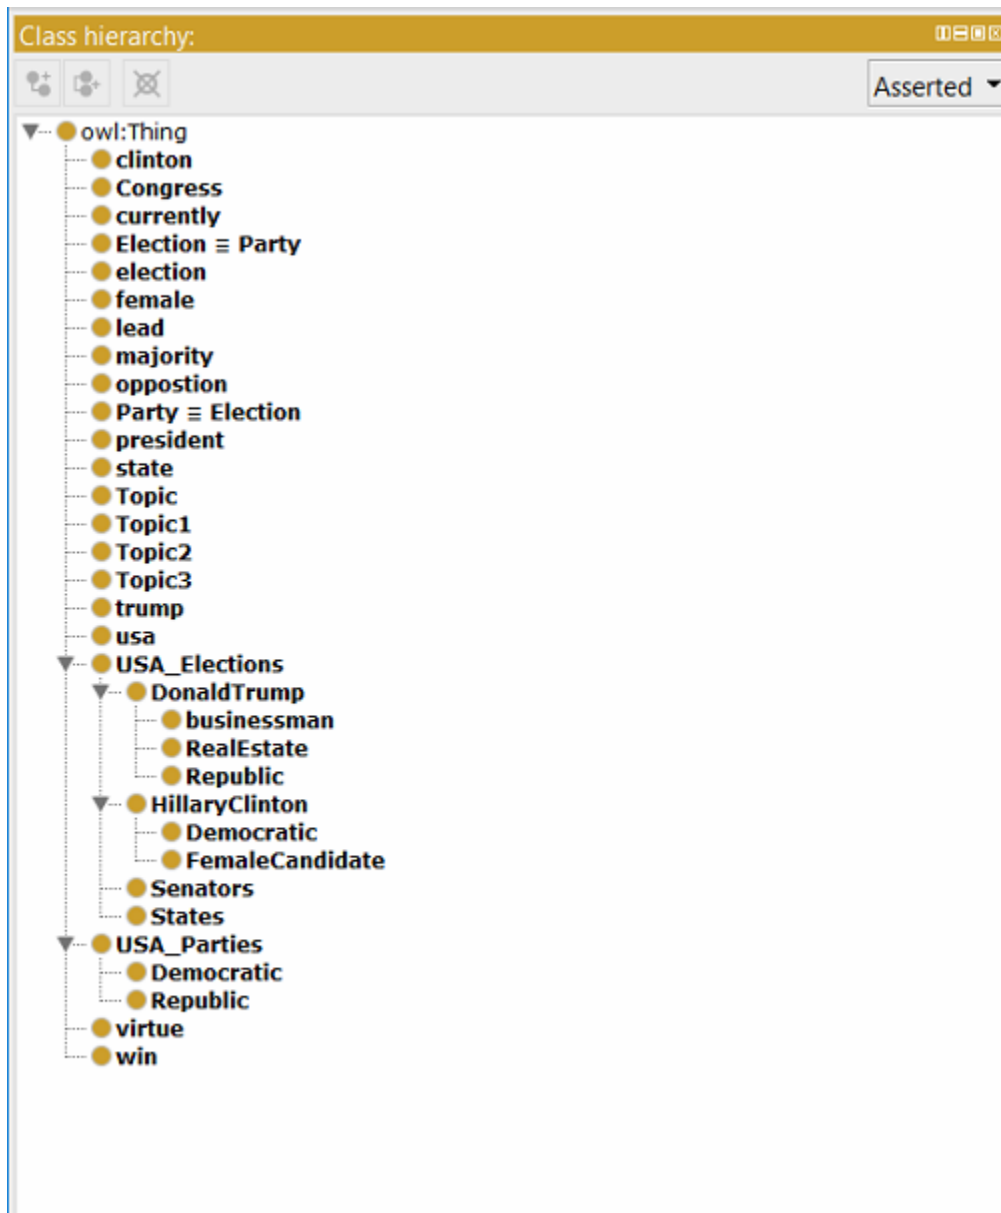 Class hierarchy:
Asserted
owl:Thing
clinton
Congress
currently
Election ≡ Party
election
female
lead
majority
oppostion
Party ≡ Election
president
state
Topic
Topic1
Topic2
Topic3
trump
usa
USA_Elections
DonaldTrump
businessman
RealEstate
Republic
HillaryClinton
Democratic
FemaleCandidate
Senators
States
USA_Parties
Democratic
Republic
virtue
win